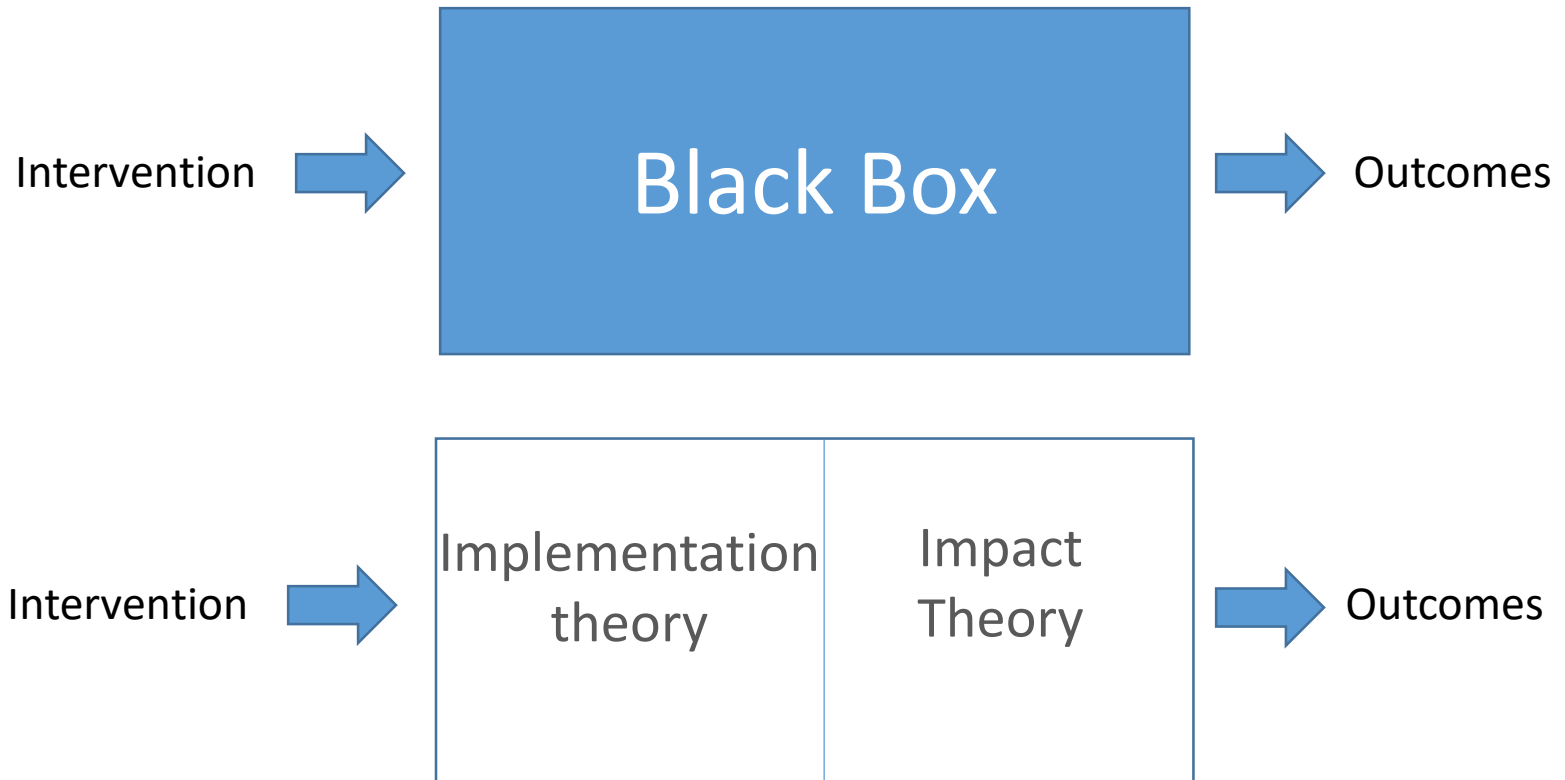 Intervention
Black Box
Outcomes
Intervention
Implementation
theory
Impact
Theory
Outcomes